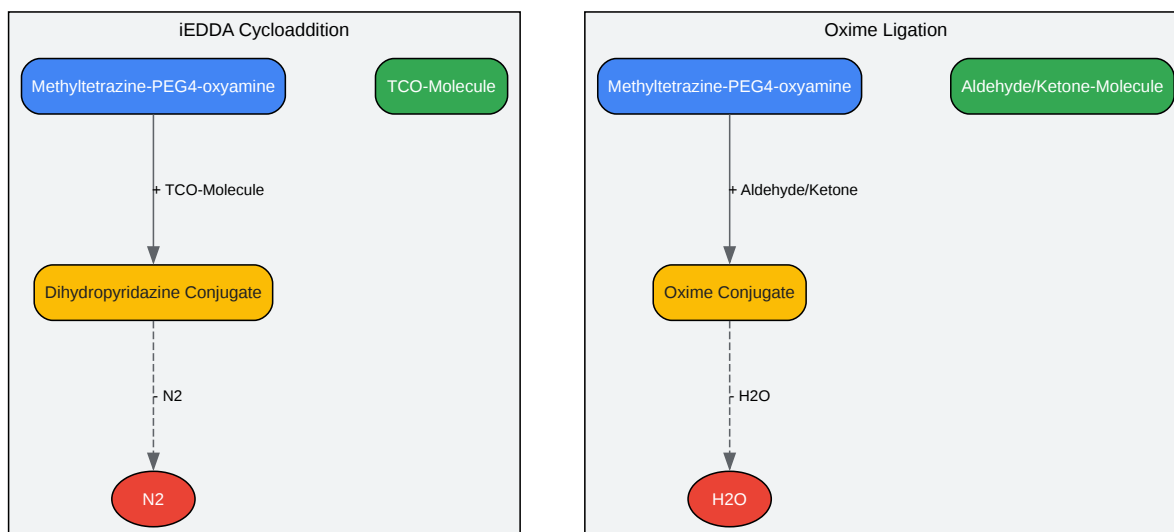 iEDDA Cycloaddition
Methyltetrazine-PEG4-oxyamine
TCO-Molecule
+ TCO-Molecule
Dihydropyridazine Conjugate
- N2
N2
Oxime Ligation
Methyltetrazine-PEG4-oxyamine
Aldehyde/Ketone-Molecule
+ Aldehyde/Ketone
Oxime Conjugate
- H2O
H2O